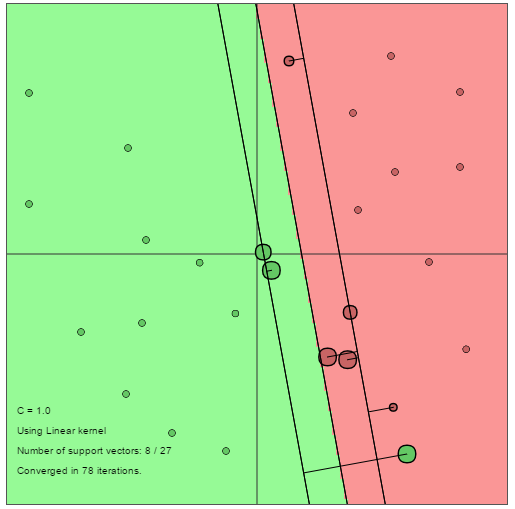 C = 1.0
Using Linear kernel
Number of support vectors: 8 / 27
Converged in 78 iterations.